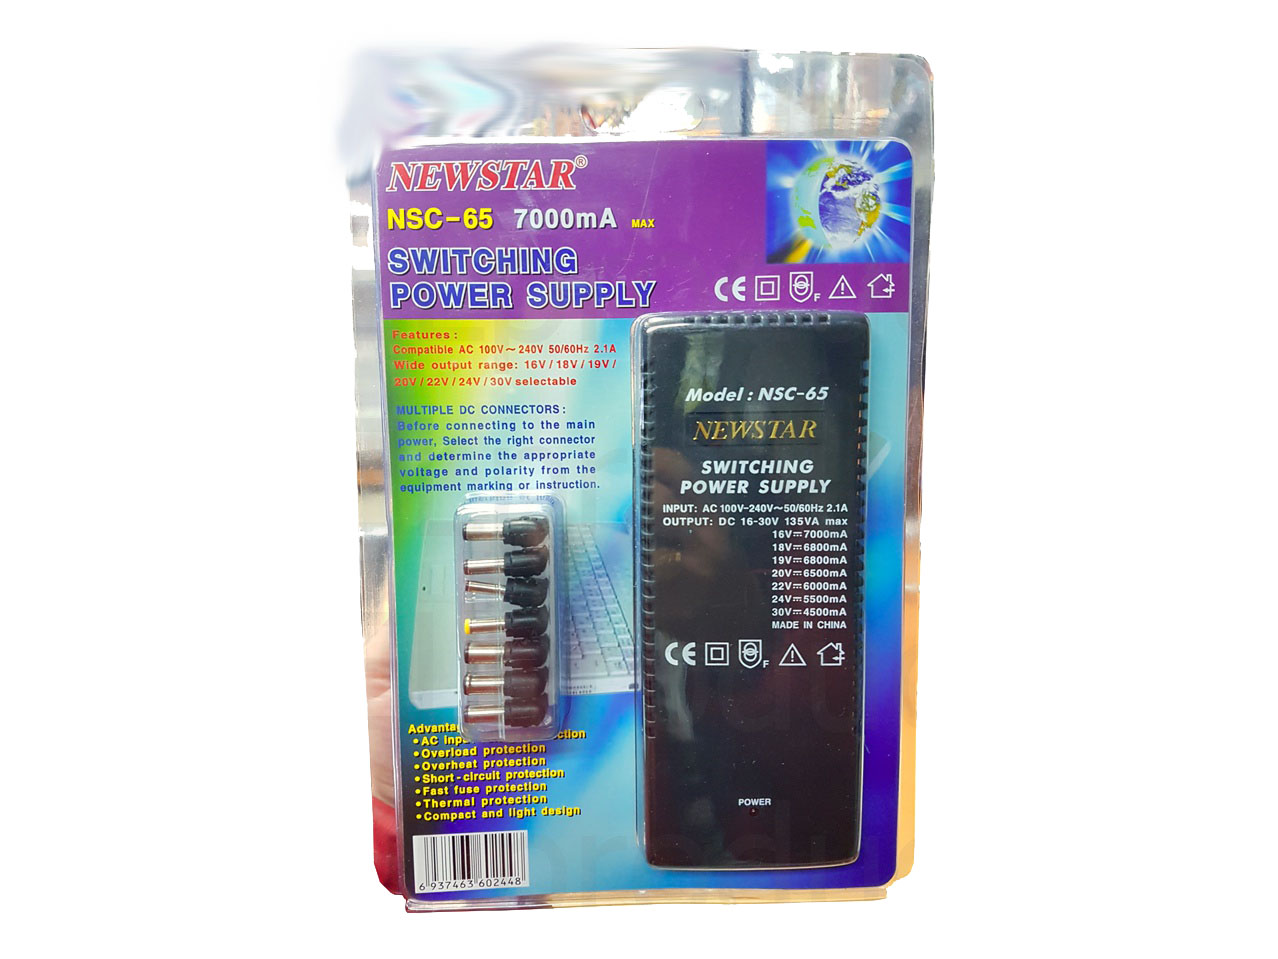 NEWSTAR®
NSC-65 7000mA MAX
SWITCHING
POWER SUPPLY
CE F
Features :
Compatible AC 100V～240V 50/60Hz 2.1A
Wide output range: 16V / 18V / 19V /
20V / 22V / 24V / 30V selectable
MULTIPLE DC CONNECTORS :
Before connecting to the main
power, Select the right connector
and determine the appropriate
voltage and polarity from the
equipment marking or instruction.
Model : NSC-65
NEWSTAR
SWITCHING
POWER SUPPLY
INPUT: AC 100V-240V～50/60Hz 2.1A
OUTPUT: DC 16-30V 135VA max
16V⎓7000mA
18V⎓6800mA
19V⎓6800mA
20V⎓6500mA
22V⎓6000mA
24V⎓5500mA
30V⎓4500mA
MADE IN CHINA
CE F
POWER
• AC
• Overload protection
• Overheat protection
• Short-circuit protection
• Fast fuse protection
• Thermal protection
• Compact and light design
6 937463 602448